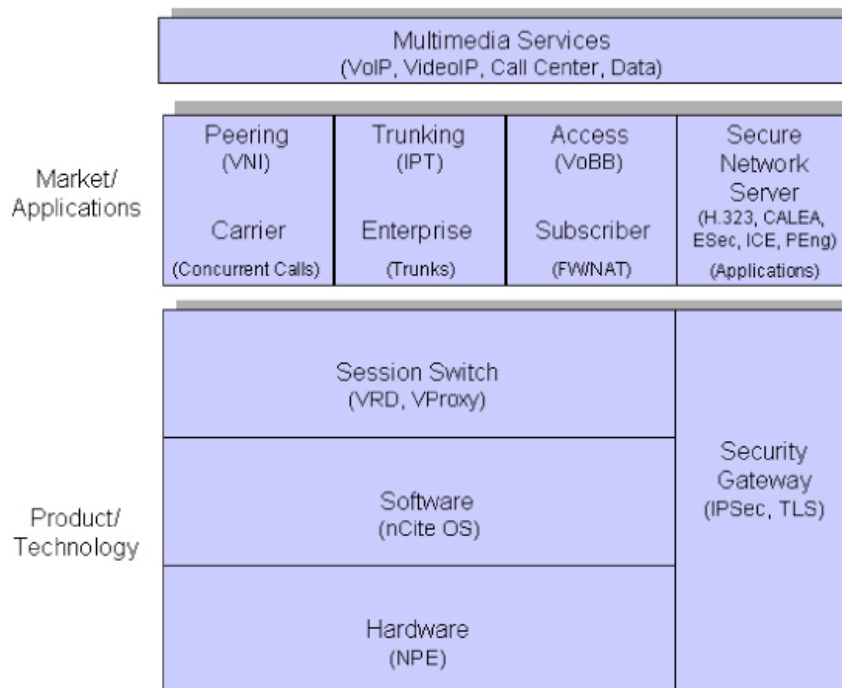 Multimedia Services
(VoIP, VideoIP, Call Center, Data)
Market/
Applications
Peering
(VNI)
Carrier
(Concurrent Calls)
Trunking
(IPT)
Enterprise
(Trunks)
Access
(VoBB)
Subscriber
(FW/NAT)
Secure
Network
Server
(H.323, CALEA,
ESec, ICE, PEng)
(Applications)
Product/
Technology
Session Switch
(VRD, VProxy)
Software
(nCite OS)
Hardware
(NPE)
Security
Gateway
(IPSec, TLS)